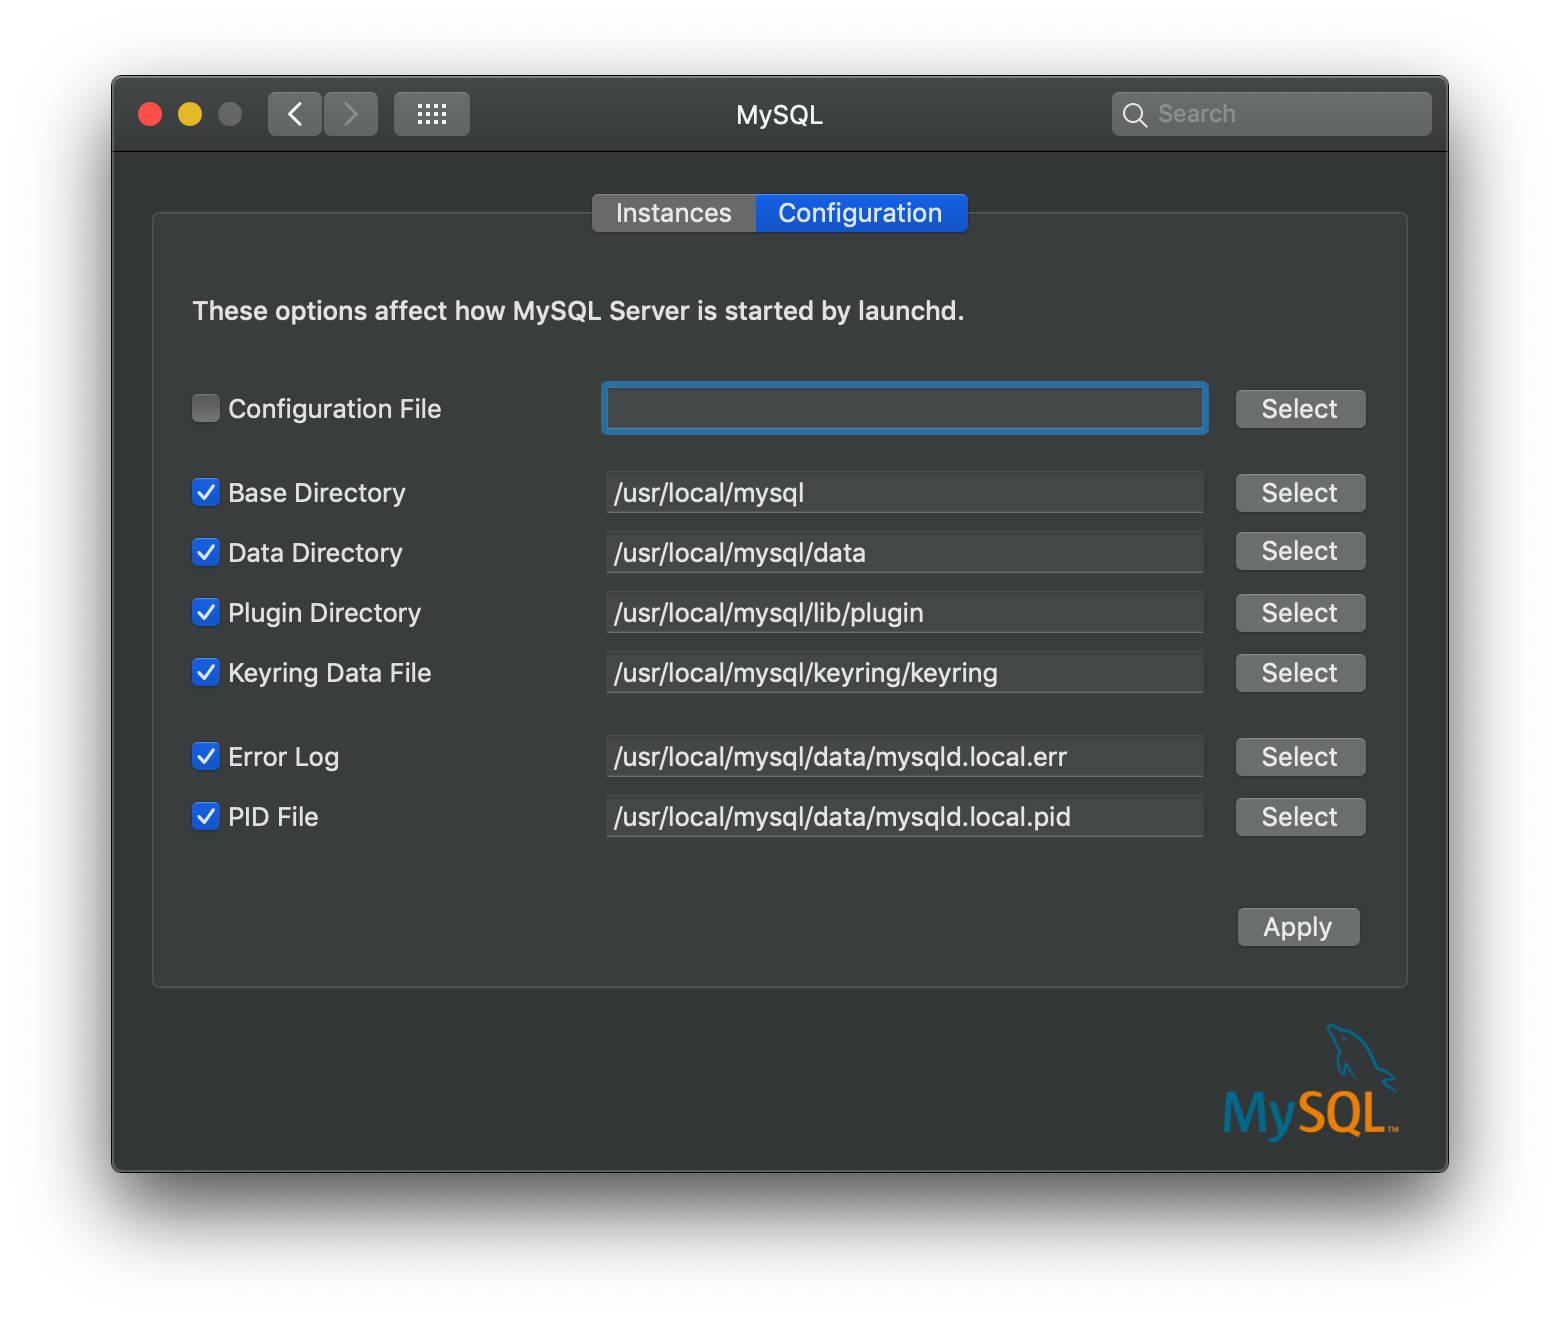 MySQL
Search
Instances
Configuration
These options affect how MySQL Server is started by launchd.
Configuration File
Select
Base Directory
/usr/local/mysql
Select
Data Directory
/usr/local/mysql/data
Select
Plugin Directory
/usr/local/mysql/lib/plugin
Select
Keyring Data File
/usr/local/mysql/keyring/keyring
Select
Error Log
/usr/local/mysql/data/mysqld.local.err
Select
PID File
/usr/local/mysql/data/mysqld.local.pid
Select
Apply
MySQL™